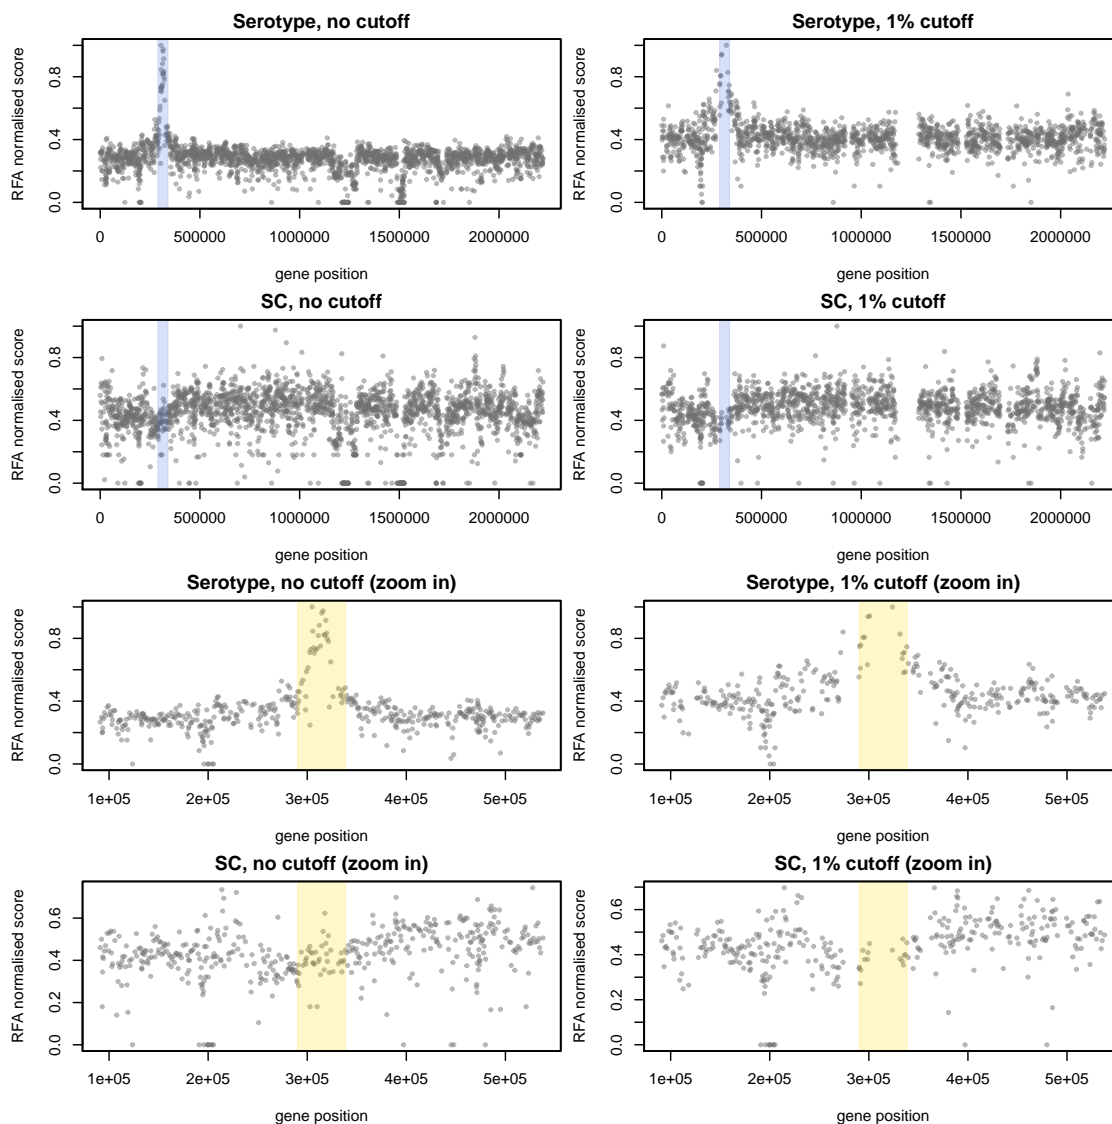 Serotype, no cutoff
RFA normalised score
0.0 0.4 0.8
0 500000 1000000 1500000 2000000
gene position
Serotype, 1% cutoff
RFA normalised score
0.0 0.4 0.8
0 500000 1000000 1500000 2000000
gene position
SC, no cutoff
RFA normalised score
0.0 0.4 0.8
0 500000 1000000 1500000 2000000
gene position
SC, 1% cutoff
RFA normalised score
0.0 0.4 0.8
0 500000 1000000 1500000 2000000
gene position
Serotype, no cutoff (zoom in)
RFA normalised score
0.0 0.4 0.8
1e+05 2e+05 3e+05 4e+05 5e+05
gene position
Serotype, 1% cutoff (zoom in)
RFA normalised score
0.0 0.4 0.8
1e+05 2e+05 3e+05 4e+05 5e+05
gene position
SC, no cutoff (zoom in)
RFA normalised score
0.0 0.2 0.4 0.6
1e+05 2e+05 3e+05 4e+05 5e+05
gene position
SC, 1% cutoff (zoom in)
RFA normalised score
0.0 0.2 0.4 0.6
1e+05 2e+05 3e+05 4e+05 5e+05
gene position